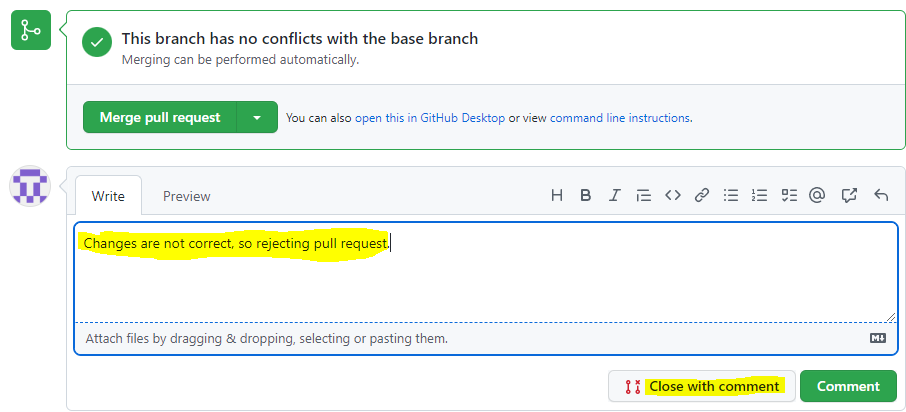 This branch has no conflicts with the base branch
Merging can be performed automatically.
Merge pull request
You can also open this in GitHub Desktop or view command line instructions.
Write Preview
Changes are not correct, so rejecting pull request.
Attach files by dragging & dropping, selecting or pasting them.
Close with comment Comment